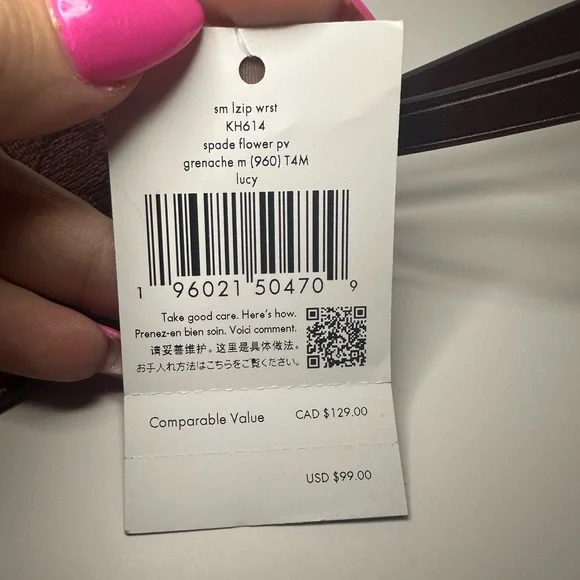 sm lzip wrst
KH614
spade flower pv
grenache m (960) T4M
lucy
1 96021 50470 9
Take good care. Here's how.
Prenez-en bien soin. Voici comment.
请妥善维护。这里是具体做法。
お手入れ方法はこちらをご覧ください。
Comparable Value CAD $129.00
USD $99.00